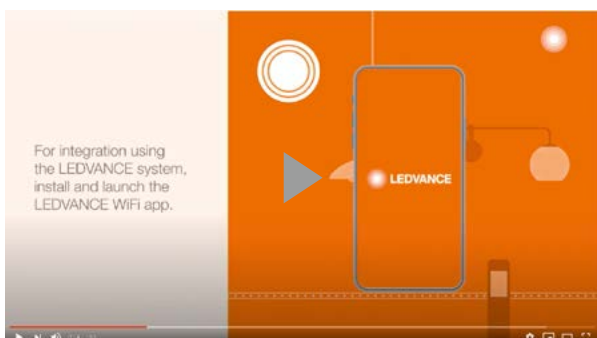 For integration using
the LEDVANCE system,
install and launch the
LEDVANCE WiFi app.
LEDVANCE